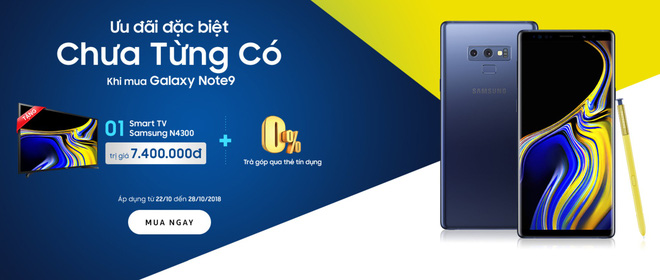 Ưu đãi đặc biệt
Chưa Từng Có
Khi mua Galaxy Note9
TẶNG
01 Smart TV
Samsung N4300
trị giá 7.400.000đ
+
0%
Trả góp qua thẻ tín dụng
Áp dụng từ 22/10 đến 28/10/2018
MUA NGAY
SAMSUNG